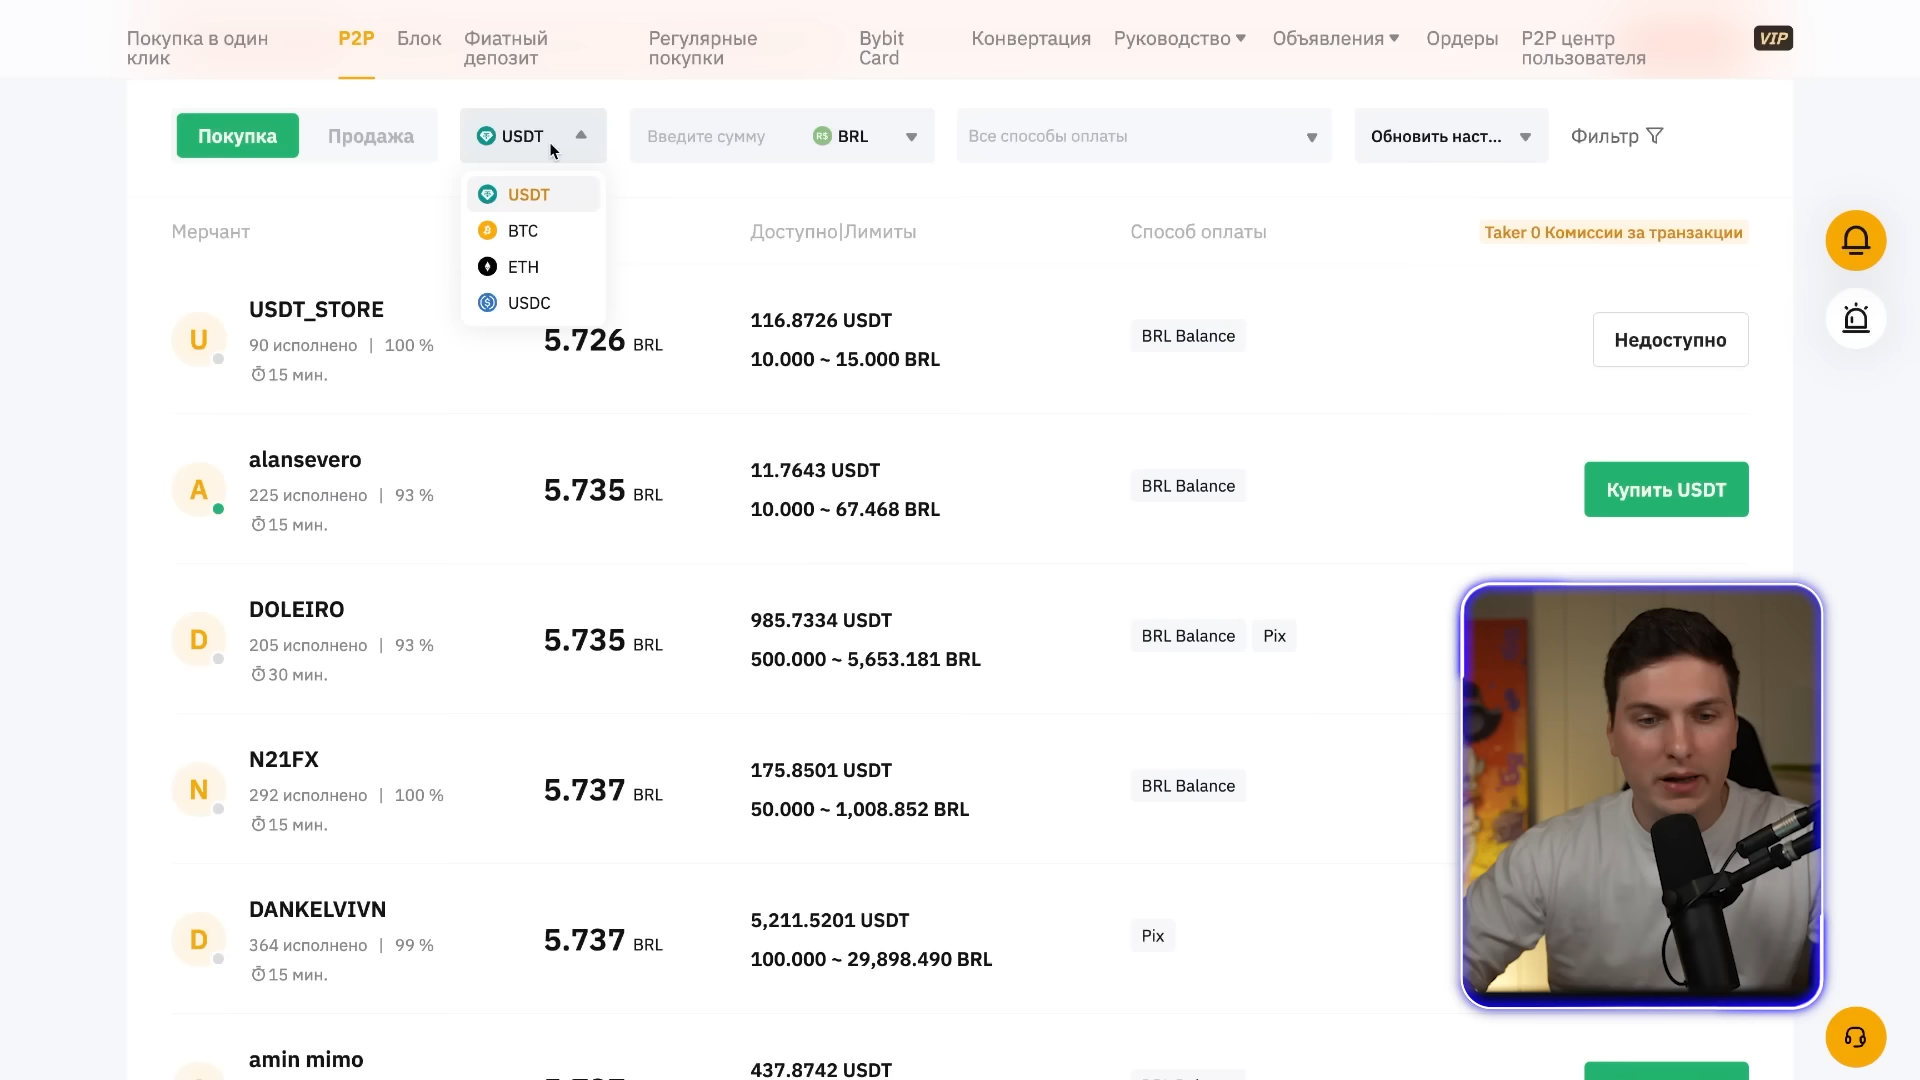 Покупка в один клик
P2P
Блок
Фиатный депозит
Регулярные покупки
Bybit Card
Конвертация
Руководство
Объявления
Ордеры
P2P центр пользователя
VIP
Покупка
Продажа
USDT
Введите сумму
R$ BRL
Все способы оплаты
Обновить наст...
Фильтр
USDT
BTC
ETH
USDC
Мерчант
Доступно|Лимиты
Способ оплаты
Taker 0 Комиссии за транзакции
U
USDT_STORE
90 исполнено | 100 %
15 мин.
5.726 BRL
116.8726 USDT
10.000 ~ 15.000 BRL
BRL Balance
Недоступно
A
alansevero
225 исполнено | 93 %
15 мин.
5.735 BRL
11.7643 USDT
10.000 ~ 67.468 BRL
BRL Balance
Купить USDT
D
DOLEIRO
205 исполнено | 93 %
30 мин.
5.735 BRL
985.7334 USDT
500.000 ~ 5,653.181 BRL
BRL Balance
Pix
N
N21FX
292 исполнено | 100 %
15 мин.
5.737 BRL
175.8501 USDT
50.000 ~ 1,008.852 BRL
BRL Balance
D
DANKELVIVN
364 исполнено | 99 %
15 мин.
5.737 BRL
5,211.5201 USDT
100.000 ~ 29,898.490 BRL
Pix
amin mimo
437.8742 USDT